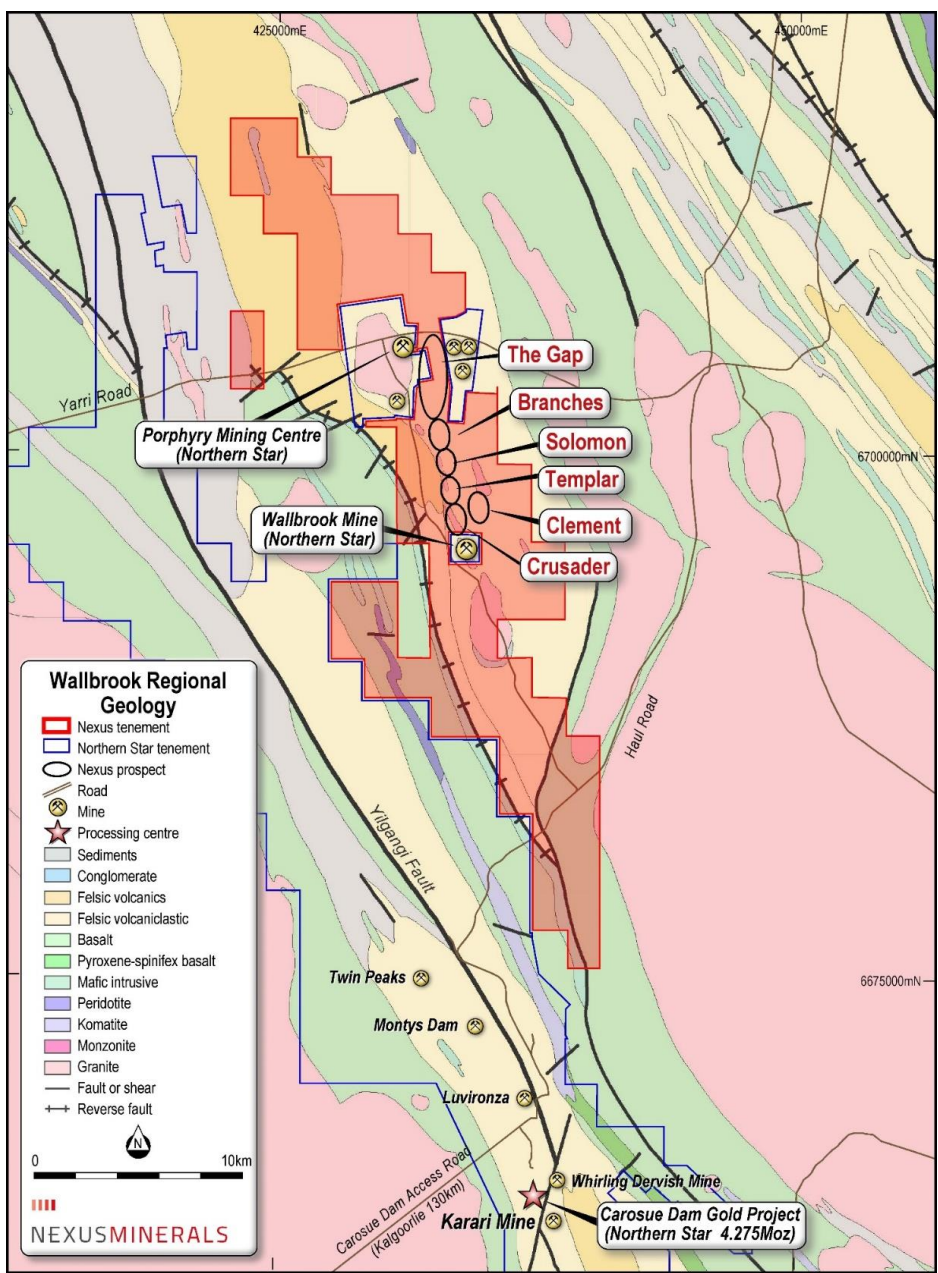 425000mE
450000mE
The Gap
Yarri Road
Branches
Porphyry Mining Centre
(Northern Star)
Solomon
6700000mN
Templar
Wallbrook Mine
(Northern Star)
Clement
Crusader
Haul Road
Wallbrook Regional
Geology
Nexus tenement
Northern Star tenement
Nexus prospect
Road
Mine
Processing centre
Sediments
Conglomerate
Felsic volcanics
Felsic volcaniclastic
Basalt
Pyroxene-spinifex basalt
Mafic intrusive
Peridotite
Komatite
Monzonite
Granite
Fault or shear
Reverse fault
N
0 10km
NEXUSMINERALS
Yilgangi Fault
Twin Peaks
6675000mN
Montys Dam
Luvironza
Carosue Dam Access Road
(Kalgoorlie 130km)
Whirling Dervish Mine
Karari Mine
Carosue Dam Gold Project
(Northern Star 4.275Moz)